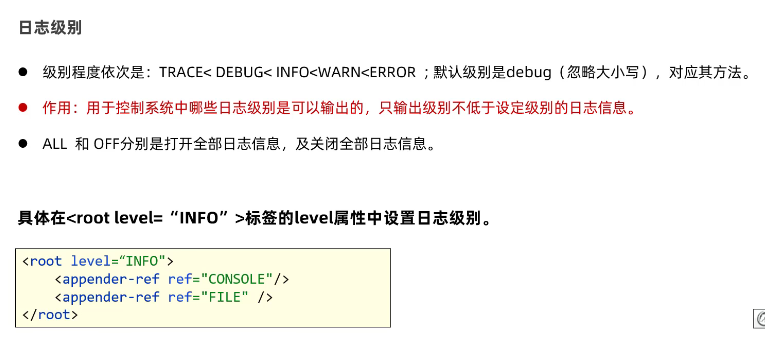 日志级别
● 级别程度依次是：TRACE< DEBUG< INFO<WARN<ERROR ；默认级别是debug（忽略大小写），对应其方法。
● 作用：用于控制系统中哪些日志级别是可以输出的，只输出级别不低于设定级别的日志信息。
● ALL 和 OFF分别是打开全部日志信息，及关闭全部日志信息。
具体在<root level=“INFO”>标签的level属性中设置日志级别。
<root level=“INFO">
    <appender-ref ref="CONSOLE"/>
    <appender-ref ref="FILE" />
</root>